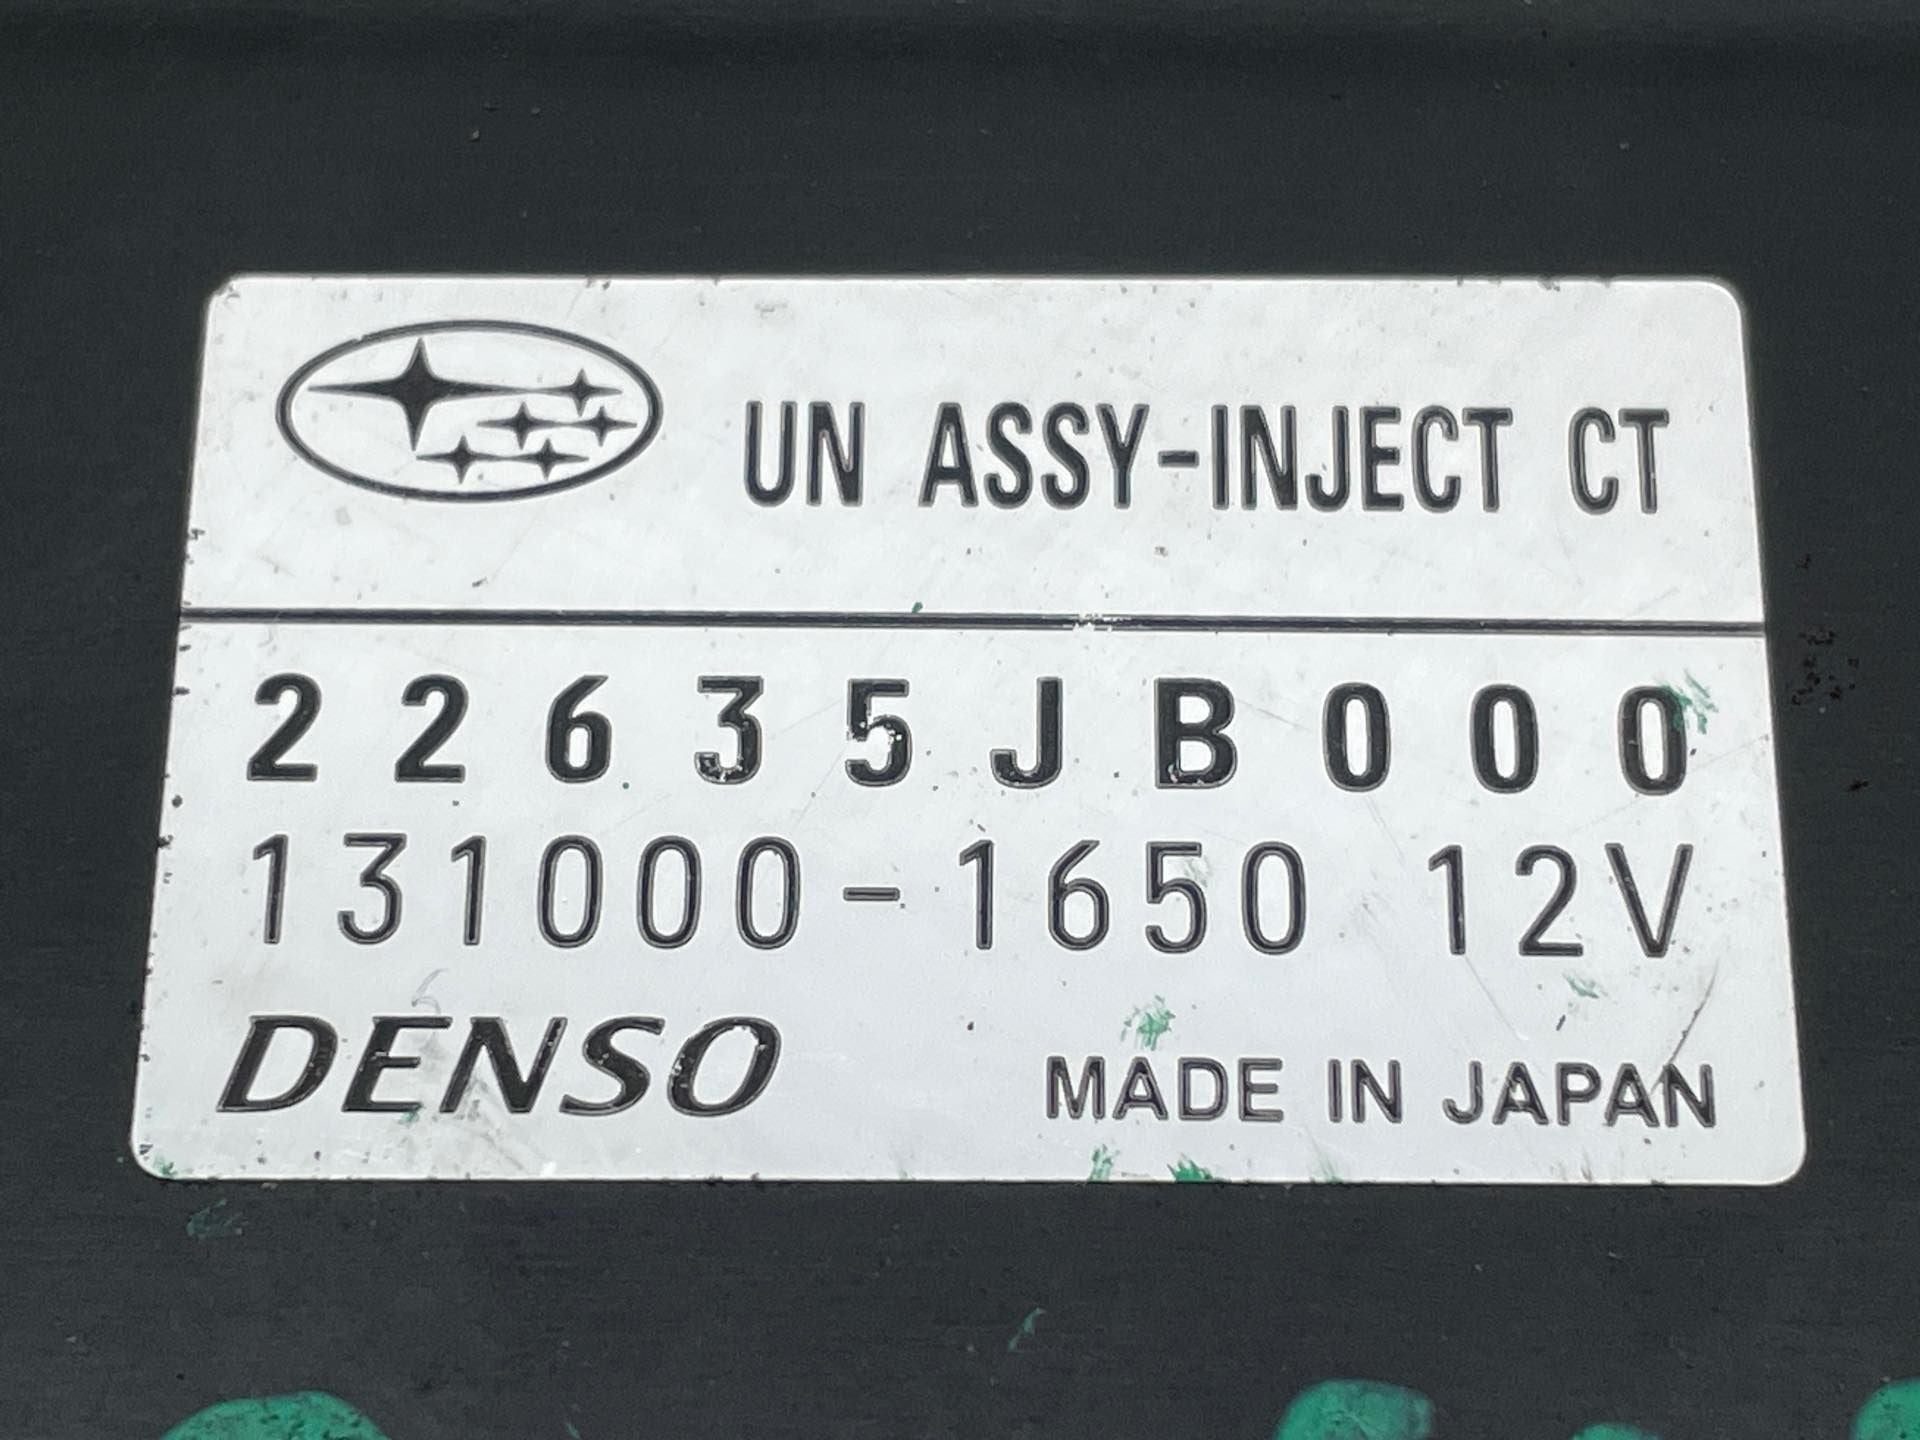 UN ASSY-INJECT CT
22635JB000
131000-1650 12V
DENSO
MADE IN JAPAN